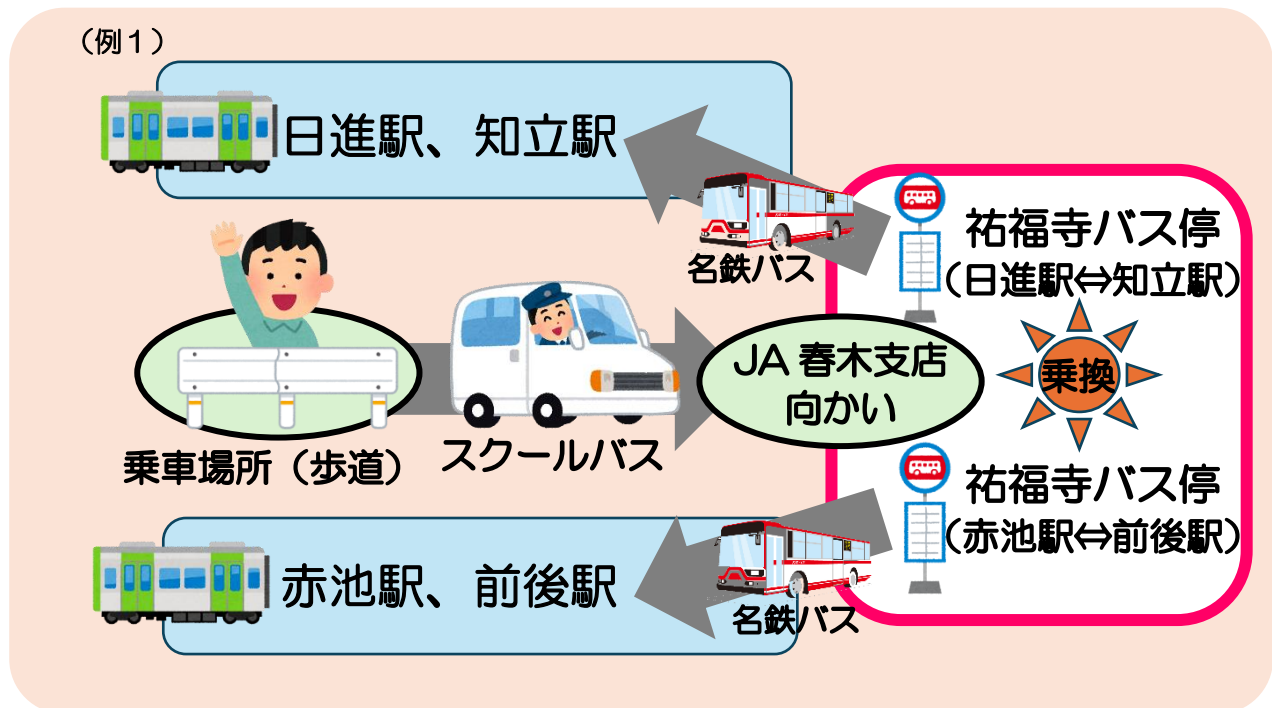 （例１）
日進駅、知立駅
名鉄バス
祐福寺バス停
（日進駅⇔知立駅）
乗換
JA 春木支店
向かい
スクールバス
乗車場所（歩道）
祐福寺バス停
（赤池駅⇔前後駅）
赤池駅、前後駅
名鉄バス